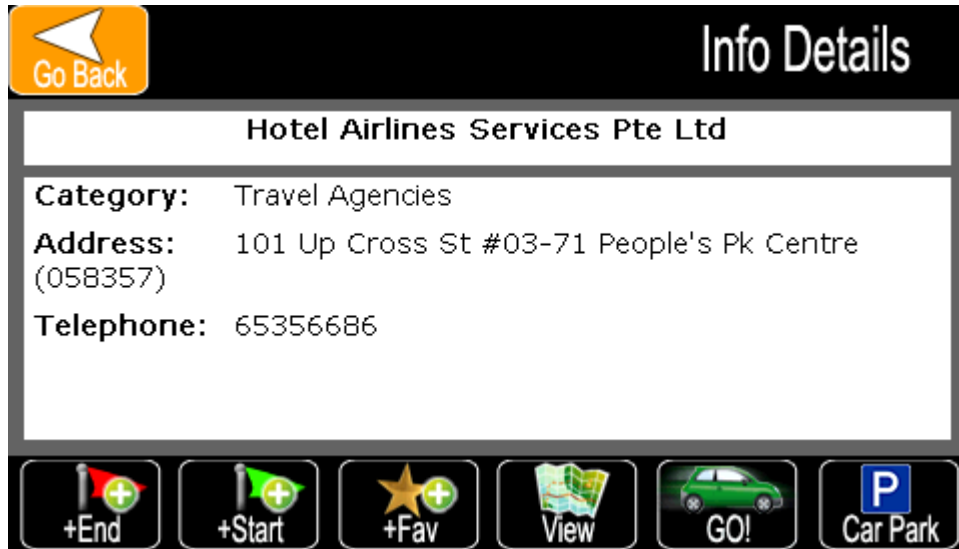 Go Back
Info Details
Hotel Airlines Services Pte Ltd
Category: Travel Agencies
Address: 101 Up Cross St #03-71 People's Pk Centre
(058357)
Telephone: 65356686
+End
+Start
+Fav
View
GO!
P
Car Park